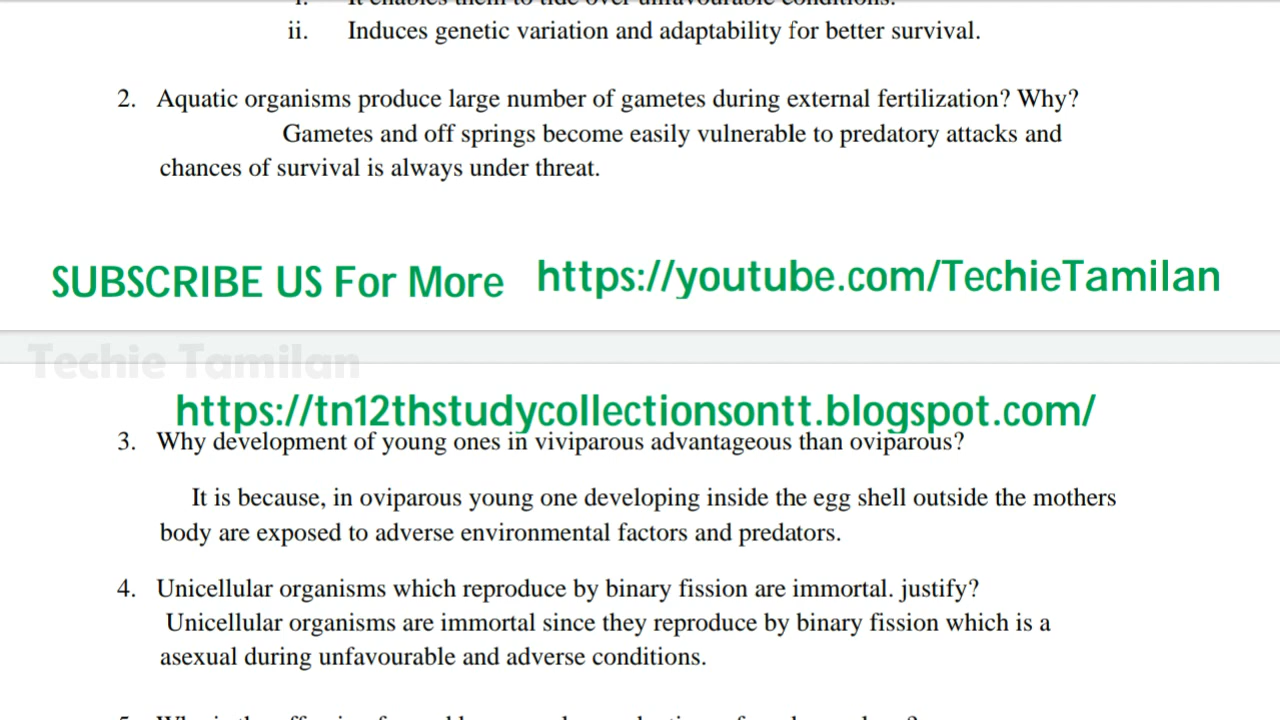 ii. Induces genetic variation and adaptability for better survival.
2. Aquatic organisms produce large number of gametes during external fertilization? Why?
Gametes and off springs become easily vulnerable to predatory attacks and
chances of survival is always under threat.
SUBSCRIBE US For More https://youtube.com/TechieTamilan
Techie Tamilan
https://tn12thstudycollectionsontt.blogspot.com/
3. Why development of young ones in viviparous advantageous than oviparous?
It is because, in oviparous young one developing inside the egg shell outside the mothers
body are exposed to adverse environmental factors and predators.
4. Unicellular organisms which reproduce by binary fission are immortal. justify?
Unicellular organisms are immortal since they reproduce by binary fission which is a
asexual during unfavourable and adverse conditions.